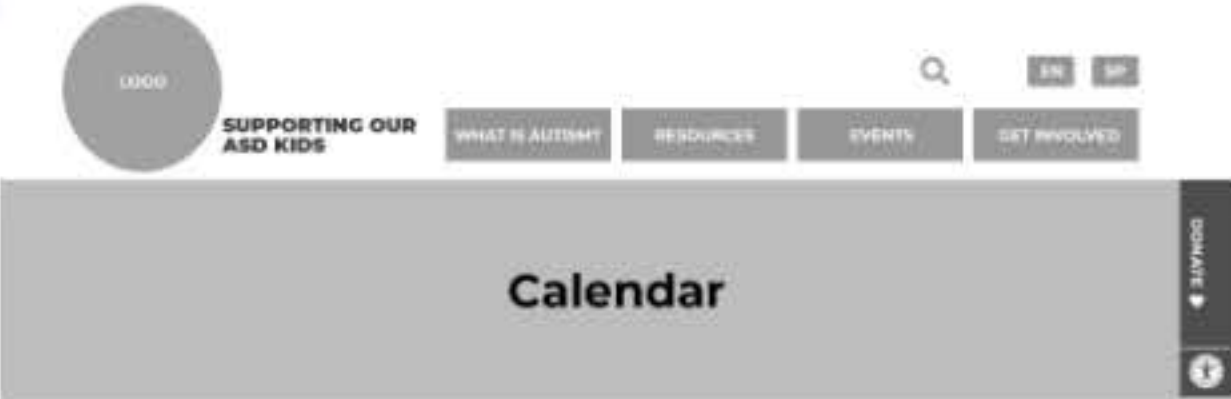 LOGO
EN SP
SUPPORTING OUR
ASD KIDS
WHAT IS AUTISM? RESOURCES EVENTS GET INVOLVED
DONATE
Calendar